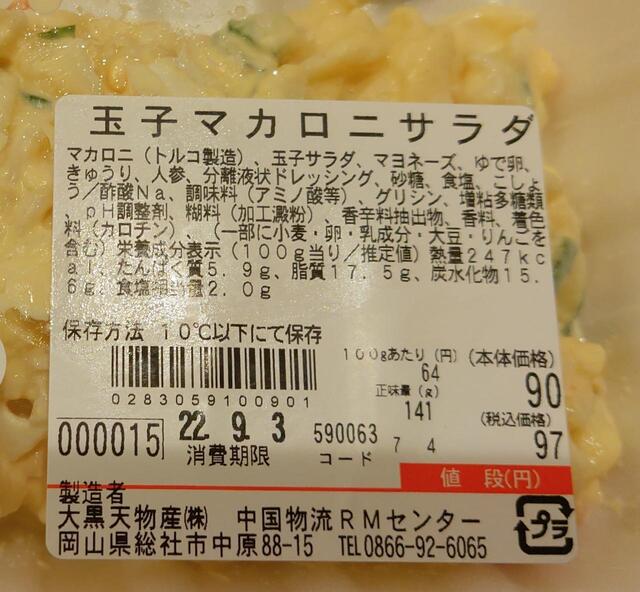 玉子マカロニサラダ
マカロニ（トルコ製造）、玉子サラダ、マヨネーズ、ゆで卵、
きゅうり、人参、分離液状ドレッシング、砂糖、食塩、こしょ
う／酢酸Ｎａ、調味料（アミノ酸等）、グリシン、増粘多糖類
、ｐＨ調整剤、糊料（加工澱粉）、香辛料抽出物、香料、着色
料（カロチン）、（一部に小麦・卵・乳成分・大豆・りんごを
含む）栄養成分表示（１００ｇ当り／推定値）熱量２４７ｋｃ
ａｌ、たんぱく質５．９ｇ、脂質１７．５ｇ、炭水化物１５．
６ｇ、食塩相当量２．０ｇ
保存方法 １０℃以下にて保存
0283059100901
100gあたり（円）
64
正味量（g）
141
(本体価格)
90
(税込価格)
97
000015
22. 9. 3
消費期限
590063
コード
7 4
値 段(円)
製造者
大黒天物産㈱ 中国物流ＲＭセンター
岡山県総社市中原88-15 TEL0866-92-6065
プラ